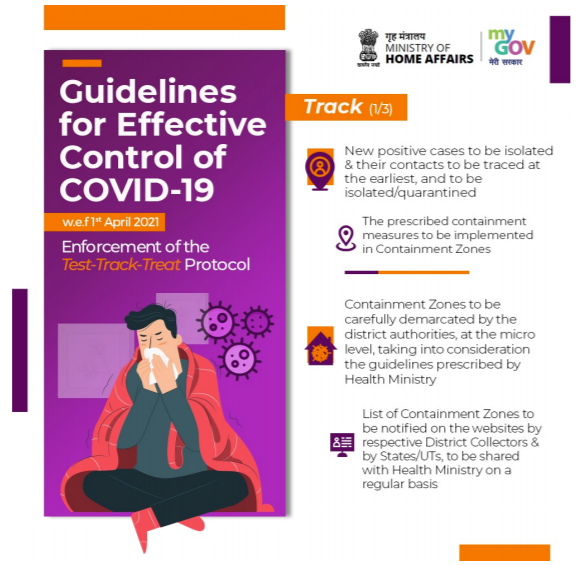 गृह मंत्रालय
MINISTRY OF
HOME AFFAIRS
सत्यमेव जयते
my
GOV
मेरी सरकार
Guidelines
for Effective
Control of
COVID-19
w.e.f 1st April 2021
Enforcement of the
Test-Track-Treat Protocol
Track (1/3)
New positive cases to be isolated
& their contacts to be traced at
the earliest, and to be
isolated/quarantined
The prescribed containment
measures to be implemented
in Containment Zones
Containment Zones to be
carefully demarcated by the
district authorities, at the micro
level, taking into consideration
the guidelines prescribed by
Health Ministry
List of Containment Zones to
be notified on the websites by
respective District Collectors &
by States/UTs, to be shared
with Health Ministry on a
regular basis